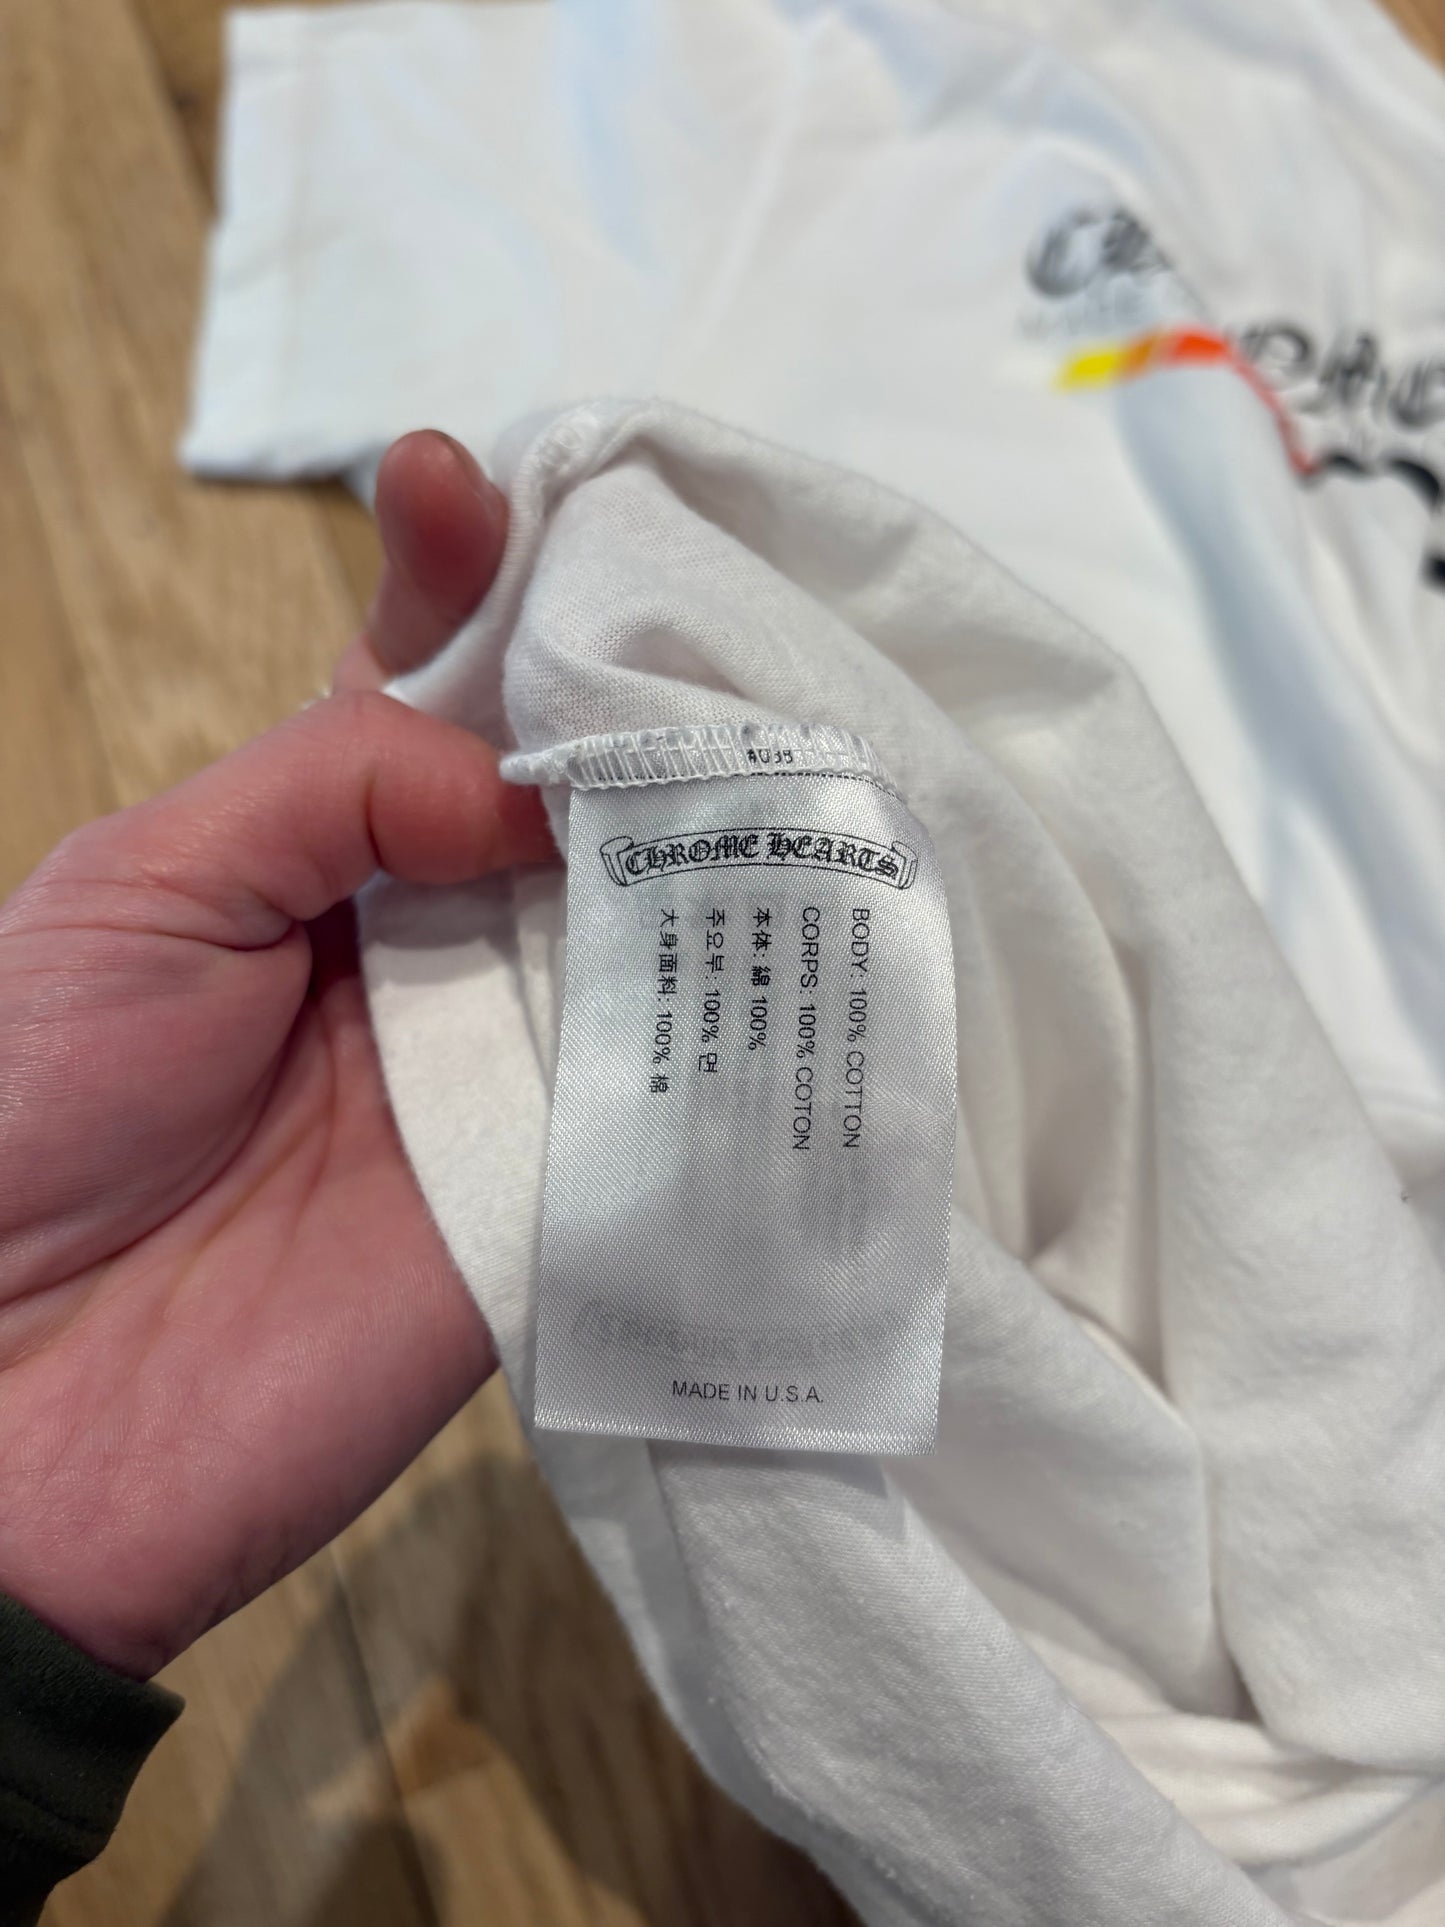 #038
CHROME HEARTS
BODY: 100% COTTON
CORPS: 100% COTON
本体: 綿 100%
주요부: 100% 면
大身面料: 100% 棉
MADE IN U.S.A.